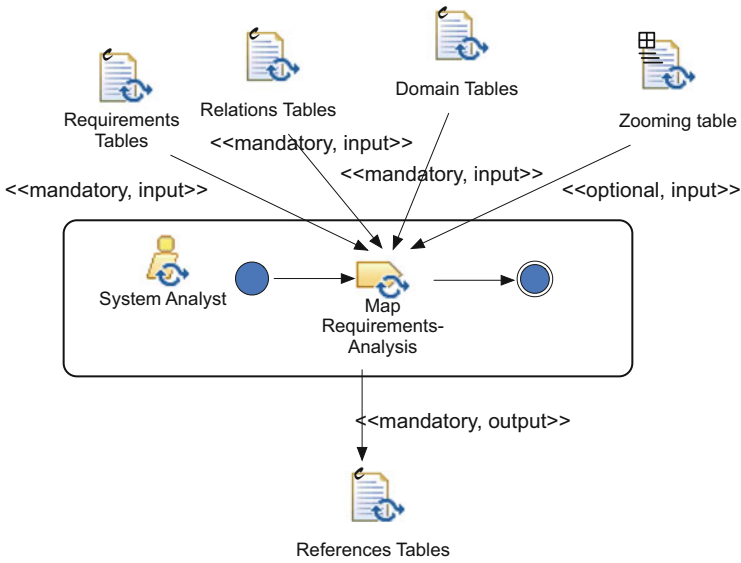 Requirements
Tables
Relations Tables
Domain Tables
Zooming table
<<mandatory, input>>
<<mandatory, input>>
<<mandatory, input>>
<<optional, input>>
System Analyst
Map
Requirements-
Analysis
<<mandatory, output>>
References Tables